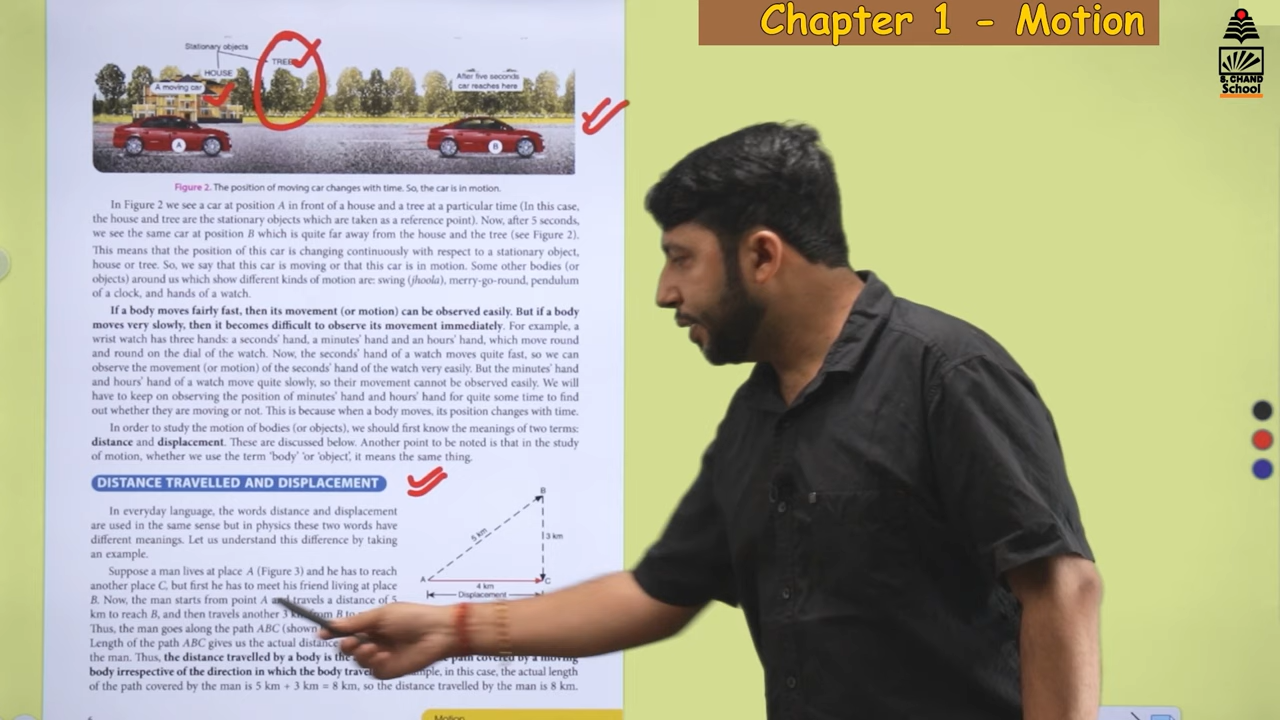 Chapter 1 - Motion
S. CHAND
School
Stationary objects
HOUSE
TREE
A moving car
After five seconds
car reaches here
A
B
Figure 2. The position of moving car changes with time. So, the car is in motion.
In Figure 2 we see a car at position A in front of a house and a tree at a particular time (In this case,
the house and tree are the stationary objects which are taken as a reference point). Now, after 5 seconds,
we see the same car at position B which is quite far away from the house and the tree (see Figure 2).
This means that the position of this car is changing continuously with respect to a stationary object,
house or tree. So, we say that this car is moving or that this car is in motion. Some other bodies (or
objects) around us which show different kinds of motion are: swing (jhoola), merry-go-round, pendulum
of a clock, and hands of a watch.
If a body moves fairly fast, then its movement (or motion) can be observed easily. But if a body
moves very slowly, then it becomes difficult to observe its movement immediately. For example, a
wrist watch has three hands: a seconds' hand, a minutes' hand and an hours' hand, which move round
and round on the dial of the watch. Now, the seconds' hand of a watch moves quite fast, so we can
observe the movement (or motion) of the seconds' hand of the watch very easily. But the minutes' hand
and hours' hand of a watch move quite slowly, so their movement cannot be observed easily. We will
have to keep on observing the position of minutes' hand and hours' hand for quite some time to find
out whether they are moving or not. This is because when a body moves, its position changes with time.
In order to study the motion of bodies (or objects), we should first know the meanings of two terms:
distance and displacement. These are discussed below. Another point to be noted is that in the study
of motion, whether we use the term 'body' 'or 'object', it means the same thing.
DISTANCE TRAVELLED AND DISPLACEMENT
In everyday language, the words distance and displacement
are used in the same sense but in physics these two words have
different meanings. Let us understand this difference by taking
an example.
Suppose a man lives at place A (Figure 3) and he has to reach
another place C, but first he has to meet his friend living at place
B. Now, the man starts from point A and travels a distance of 5
km to reach B, and then travels another 3 from B to
Thus, the man goes along the path ABC (shown
Length of the path ABC gives us the actual distance
the man. Thus, the distance travelled by a body is the path covered by a moving
body irrespective of the direction in which the body in this case, the actual length
of the path covered by the man is 5 km + 3 km = 8 km, so the distance travelled by the man is 8 km.
B
5 km
3 km
A
C
4 km
Displacement
6
Motion